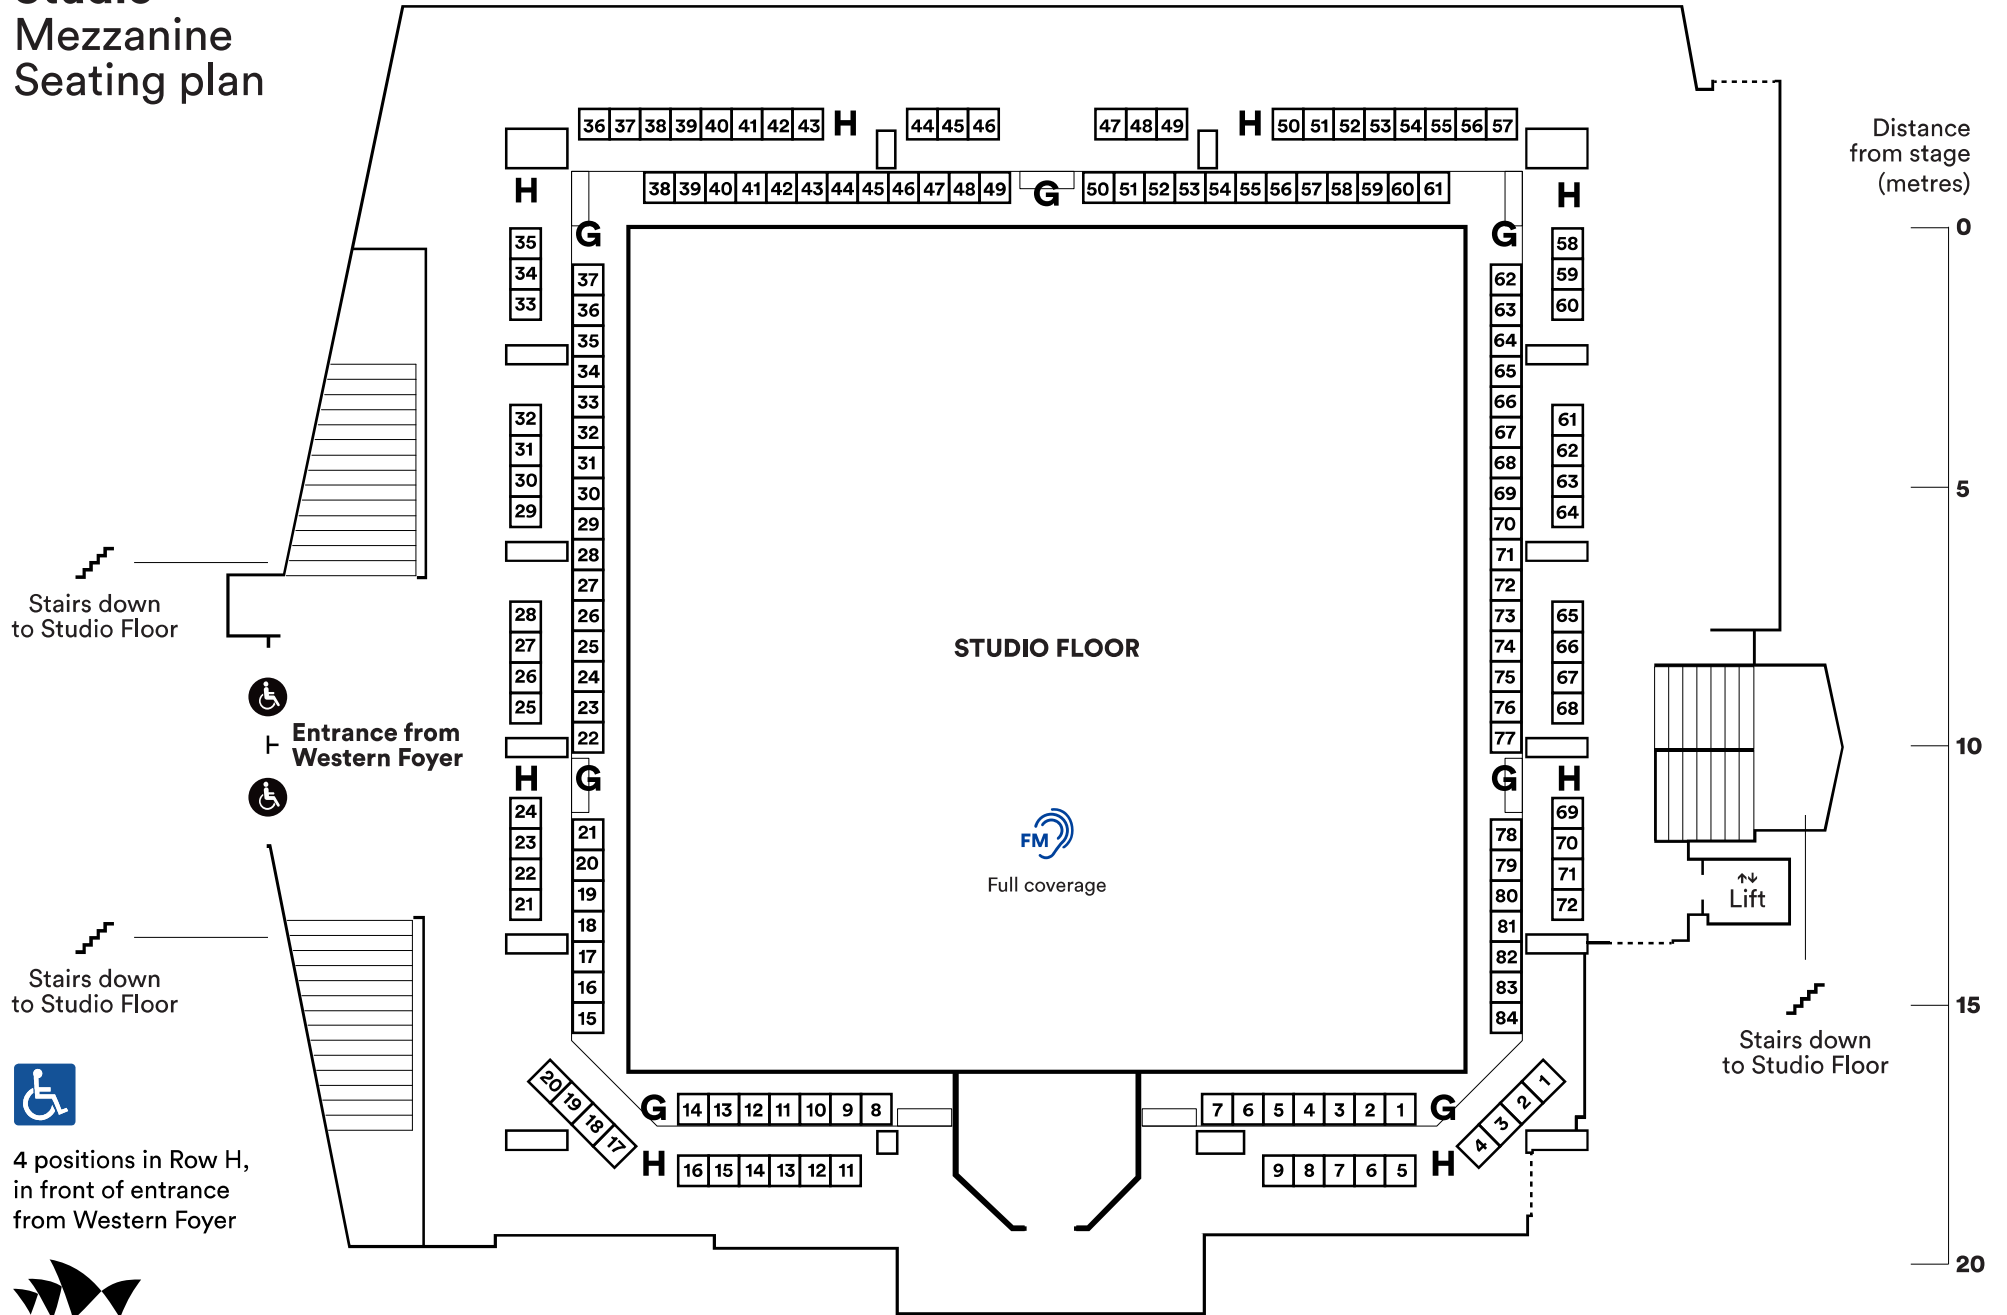 Studio
Mezzanine
Seating plan
36 37 38 39 40 41 42 43 H 44 45 46 47 48 49 H 50 51 52 53 54 55 56 57
Distance
from stage
(metres)
H 38 39 40 41 42 43 44 45 46 47 48 49 G 50 51 52 53 54 55 56 57 58 59 60 61 H
0
G G
35 58
34 59
33 60
37 62
36 63
35 64
34 65
33 66
32 67
31 68
30 69
29 70
28 71
27 72
26 73
25 74
24 75
23 76
22 77
32 61
31 62
30 63
29 64
5
Stairs down
to Studio Floor
28 65
27 66
26 67
25 68
STUDIO FLOOR
Entrance from
Western Foyer
10
H G G H
24 69
23 70
22 71
21 72
21 78
20 79
19 80
18 81
17 82
16 83
15 84
FM
Full coverage
Lift
Stairs down
to Studio Floor
15
Stairs down
to Studio Floor
20 19 18 17
G 14 13 12 11 10 9 8 7 6 5 4 3 2 1 G
1 2 3 4
H 16 15 14 13 12 11 9 8 7 6 5 H
4 positions in Row H,
in front of entrance
from Western Foyer
20